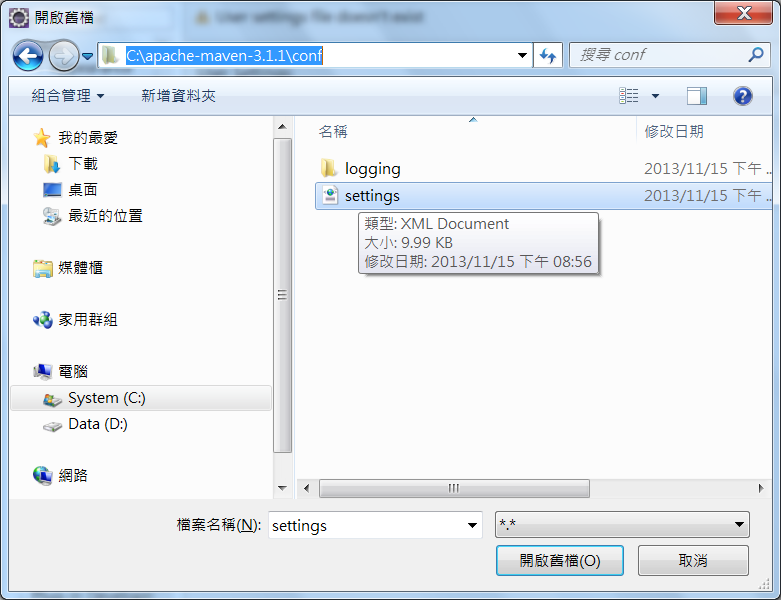 User settings file doesn't exist
開啟舊檔
C:\apache-maven-3.1.1\conf
搜尋 conf
組合管理
新增資料夾
名稱
修改日期
我的最愛
下載
桌面
最近的位置
媒體櫃
家用群組
電腦
System (C:)
Data (D:)
網路
logging
2013/11/15 下午 ..
settings
2013/11/15 下午 ..
類型: XML Document
大小: 9.99 KB
修改日期: 2013/11/15 下午 08:56
檔案名稱(N):
settings
*.*
開啟舊檔(O)
取消